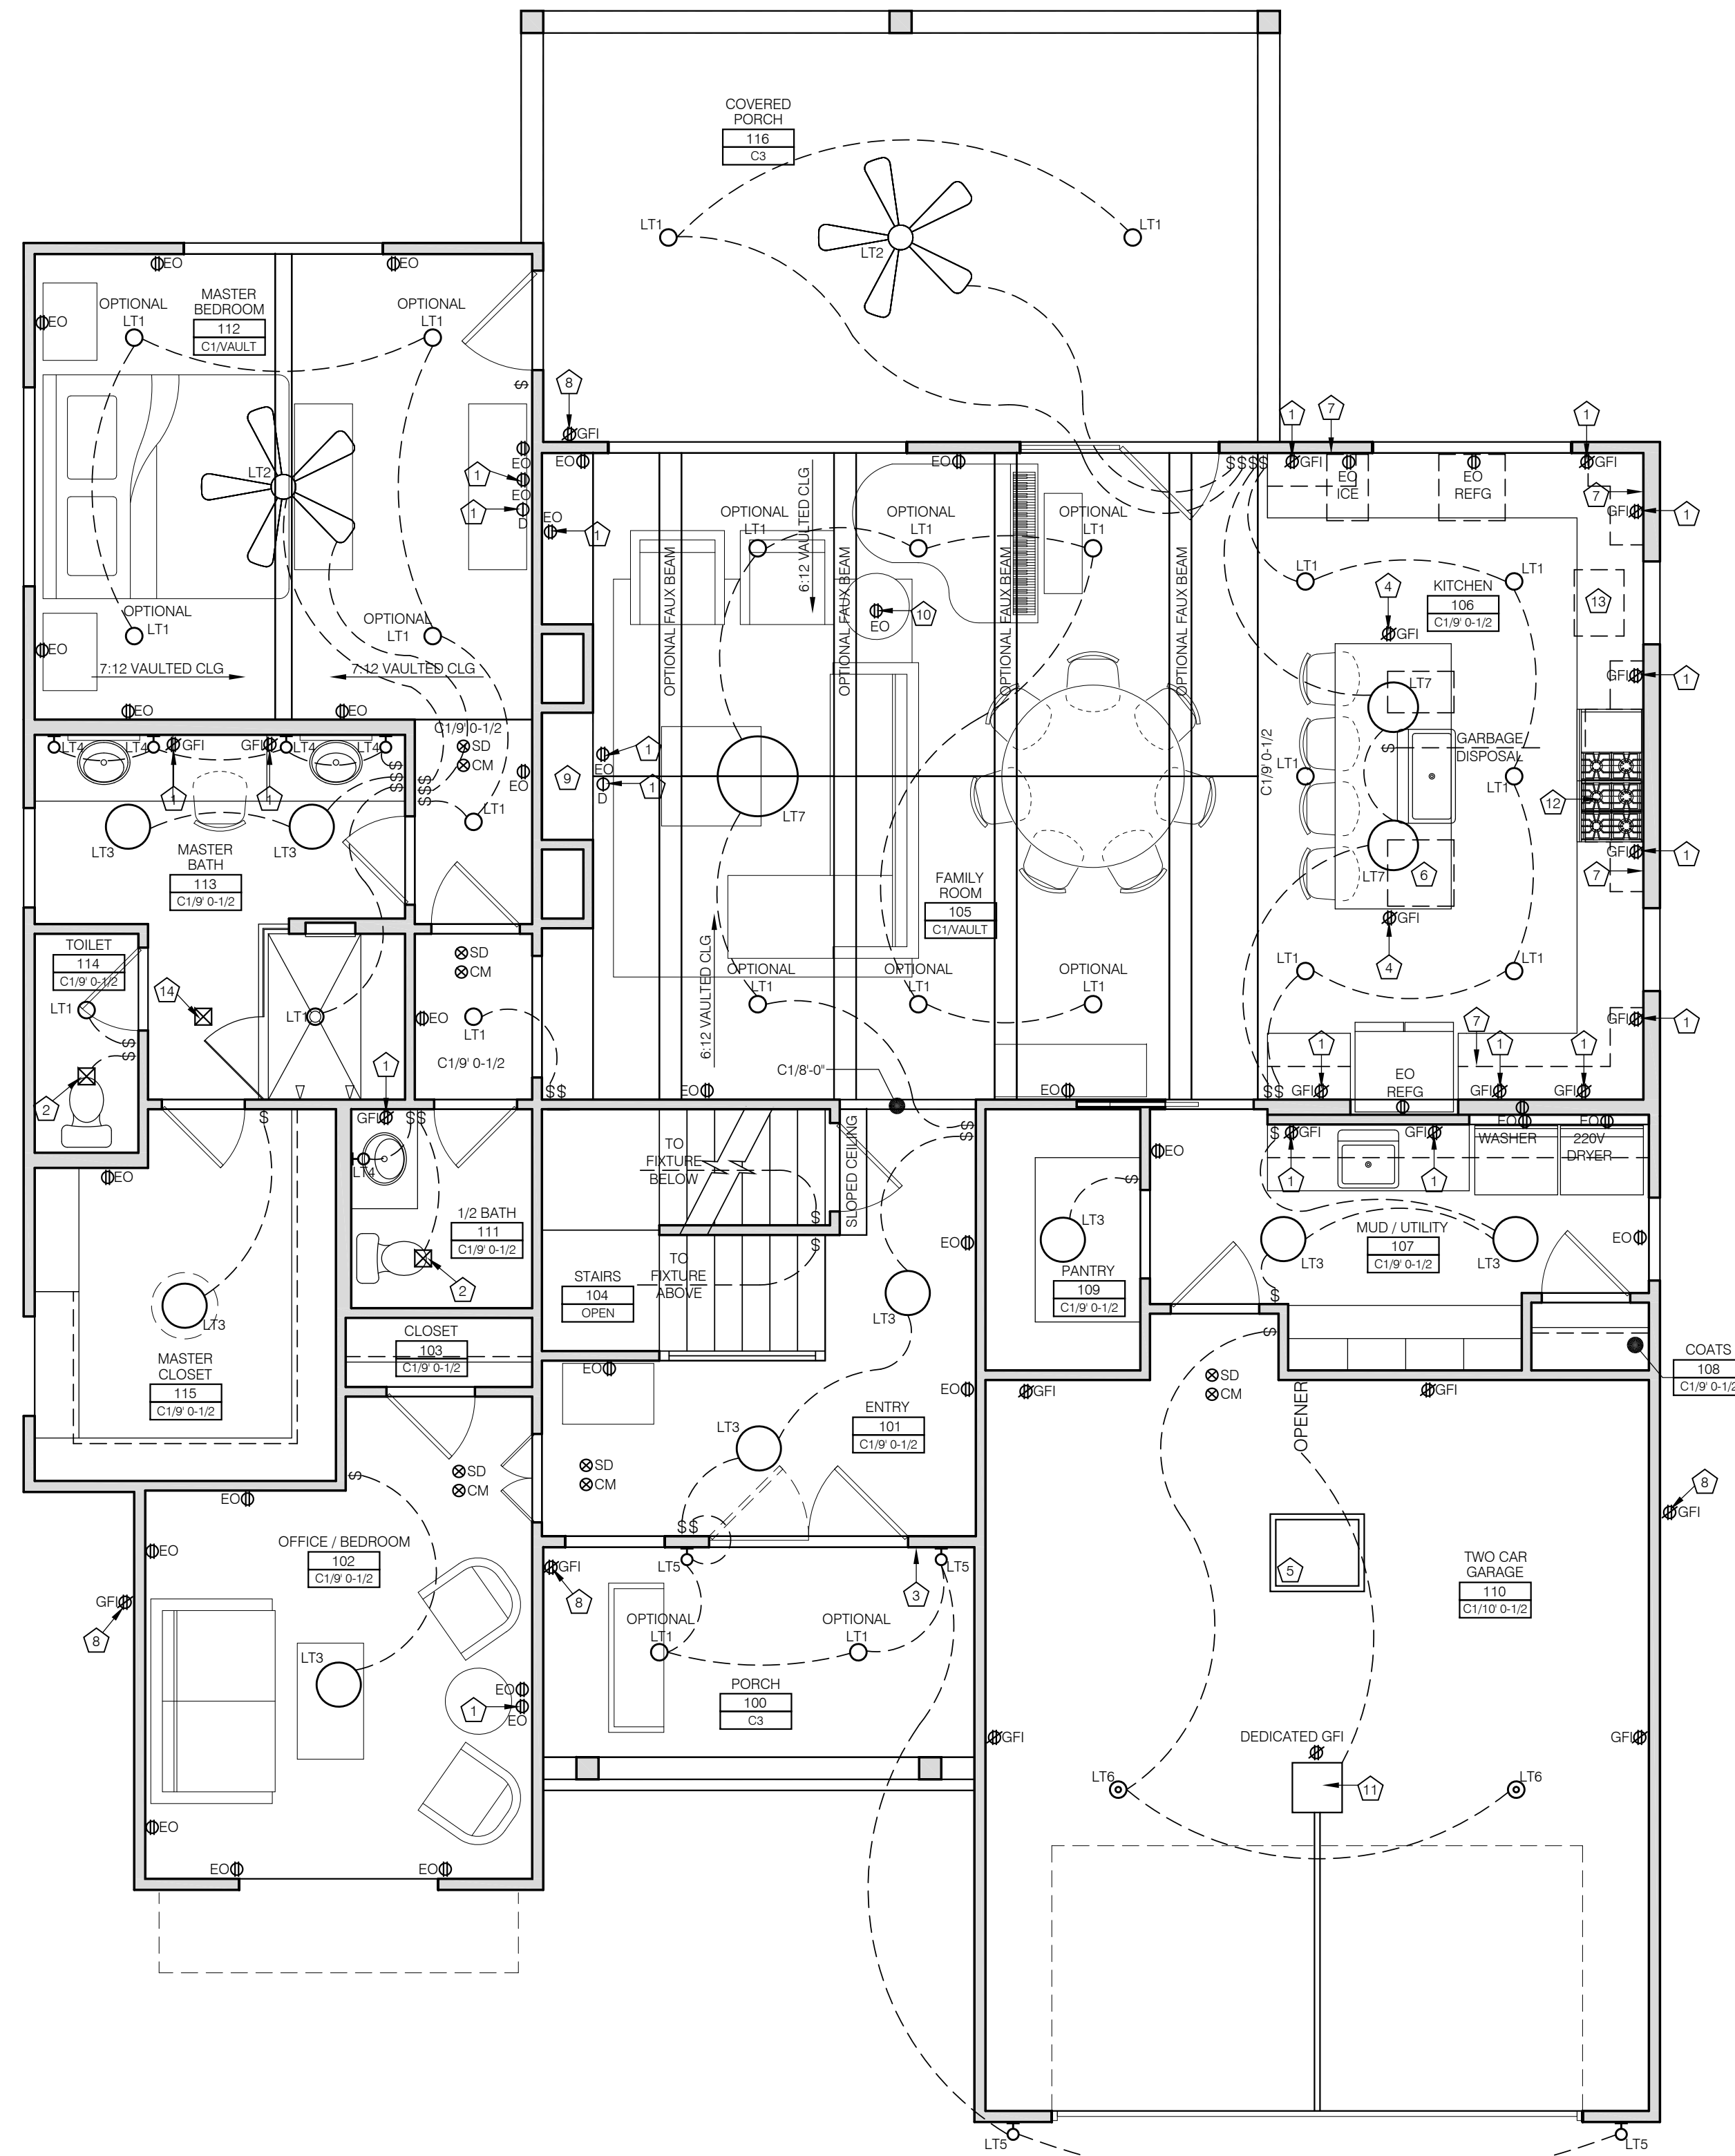 COVERED
PORCH
116
C3
LT1
LT1
LT2
EO
EO
OPTIONAL
LT1
MASTER
BEDROOM
112
C1/VAULT
OPTIONAL
LT1
EO
$
8
GFI
LT2
EO
1
EO
1
D
OPTIONAL
LT1
OPTIONAL
LT1
EO
7:12 VAULTED CLG
7:12 VAULTED CLG
EO
EO
EO
EO
$$$$
1
GFI
7
EO
ICE
EO
REFG
1
GFI
7
GFI
1
EO
1
OPTIONAL
LT1
6:12 VAULTED CLG
OPTIONAL
LT1
OPTIONAL
LT1
OPTIONAL FAUX BEAM
OPTIONAL FAUX BEAM
OPTIONAL FAUX BEAM
OPTIONAL FAUX BEAM
EO
10
LT1
LT1
4
GFI
KITCHEN
106
C1/9' 0-1/2
13
GFI
1
LT7
$
GARBAGE
DISPOSAL
C1/9' 0-1/2
LT1
LT1
12
LT7
6
GFI
1
7
GFI
4
LT1
LT1
C1/9' 0-1/2
SD
CM
$$$
EO
LT1
9
1
EO
D
1
LT7
FAMILY
ROOM
105
C1/VAULT
LT4
LT4
GFI
GFI
LT4
LT4
$$$
1
1
LT3
LT3
MASTER
BATH
113
C1/9' 0-1/2
TOILET
114
C1/9' 0-1/2
LT1
$$
2
14
LT1
SD
CM
EO
LT1
C1/9' 0-1/2
$$
OPTIONAL
LT1
OPTIONAL
LT1
OPTIONAL
LT1
6:12 VAULTED CLG
C1/8'-0"
EO
EO
$$
1
GFI
EO
REFG
7
1
GFI
1
GFI
GFI
1
1
GFI
$$
$
EO
LT4
1/2 BATH
111
C1/9' 0-1/2
2
TO
FIXTURE
BELOW
$
$
TO
FIXTURE
ABOVE
SLOPED CEILING
STAIRS
104
OPEN
$$
EO
LT3
EO
$
LT3
PANTRY
109
C1/9' 0-1/2
EO
$
GFI
1
GFI
1
EO
WASHER
EO
220V
DRYER
MUD / UTILITY
107
C1/9' 0-1/2
LT3
LT3
EO
$
$
LT3
MASTER
CLOSET
115
C1/9' 0-1/2
CLOSET
103
C1/9' 0-1/2
EO
LT3
ENTRY
101
C1/9' 0-1/2
EO
SD
CM
SD
CM
$$
$
EO
EO
OFFICE / BEDROOM
102
C1/9' 0-1/2
GFI
8
LT3
EO
1
EO
EO
EO
EO
GFI
8
LT5
LT5
3
OPTIONAL
LT1
OPTIONAL
LT1
PORCH
100
C3
GFI
SD
CM
OPENER
GFI
COATS
108
C1/9' 0-1/2
8
GFI
5
TWO CAR
GARAGE
110
C1/10' 0-1/2
GFI
DEDICATED GFI
GFI
LT6
11
LT6
LT5
LT5